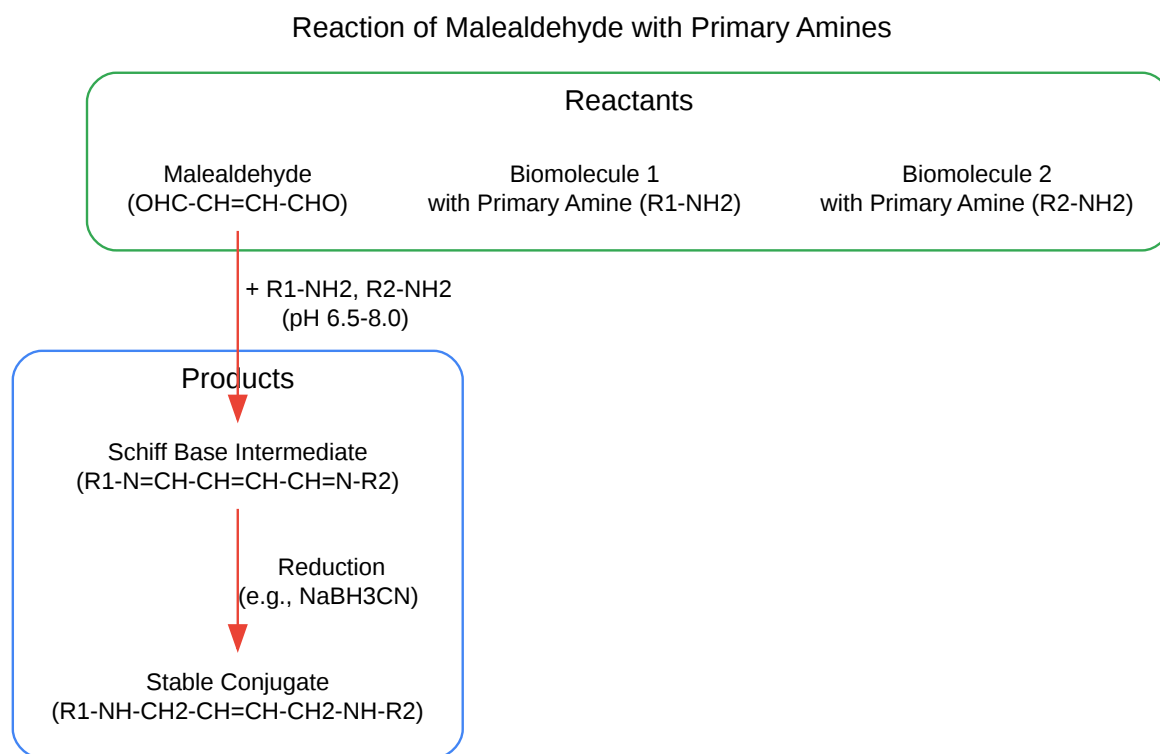 Reaction of Malealdehyde with Primary Amines
Reactants
Malealdehyde
(OHC-CH=CH-CHO)
Biomolecule 1
with Primary Amine (R1-NH2)
Biomolecule 2
with Primary Amine (R2-NH2)
+ R1-NH2, R2-NH2
(pH 6.5-8.0)
Products
Schiff Base Intermediate
(R1-N=CH-CH=CH-CH=N-R2)
Reduction
(e.g., NaBH3CN)
Stable Conjugate
(R1-NH-CH2-CH=CH-CH2-NH-R2)